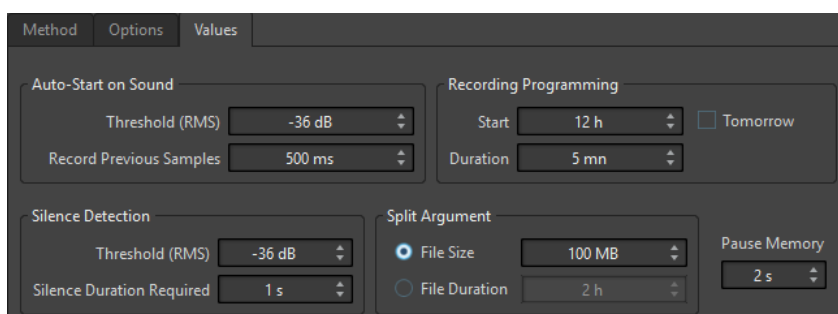 Method Options Values
Auto-Start on Sound
Threshold (RMS) -36 dB
Record Previous Samples 500 ms
Recording Programming
Start 12 h Tomorrow
Duration 5 mn
Silence Detection
Threshold (RMS) -36 dB
Silence Duration Required 1 s
Split Argument
File Size 100 MB
File Duration 2 h
Pause Memory
2 s